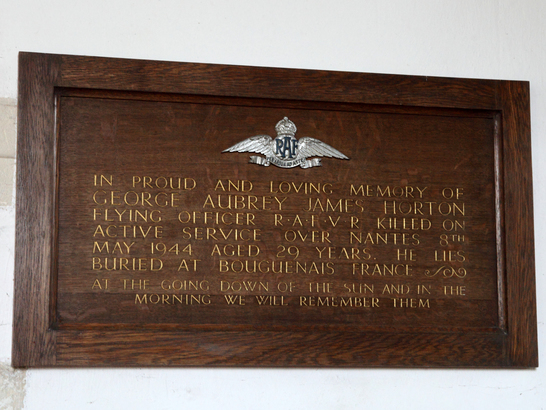 RAF
IN PROUD AND LOVING MEMORY OF
GEORGE AUBREY JAMES HORTON
FLYING OFFICER R·A·F·V·R KILLED ON
ACTIVE SERVICE OVER NANTES 8TH
MAY 1944 AGED 29 YEARS. HE LIES
BURIED AT BOUGUENAIS FRANCE
AT THE GOING DOWN OF THE SUN AND IN THE
MORNING WE WILL REMEMBER THEM